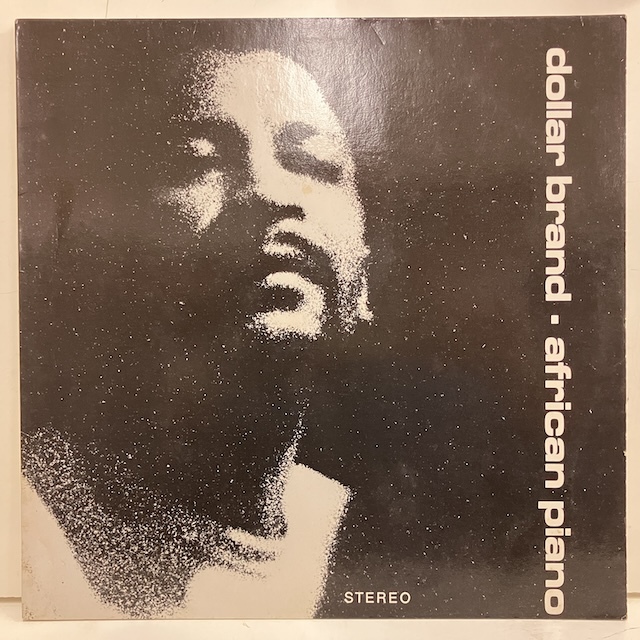 dollar brand · african piano
STEREO